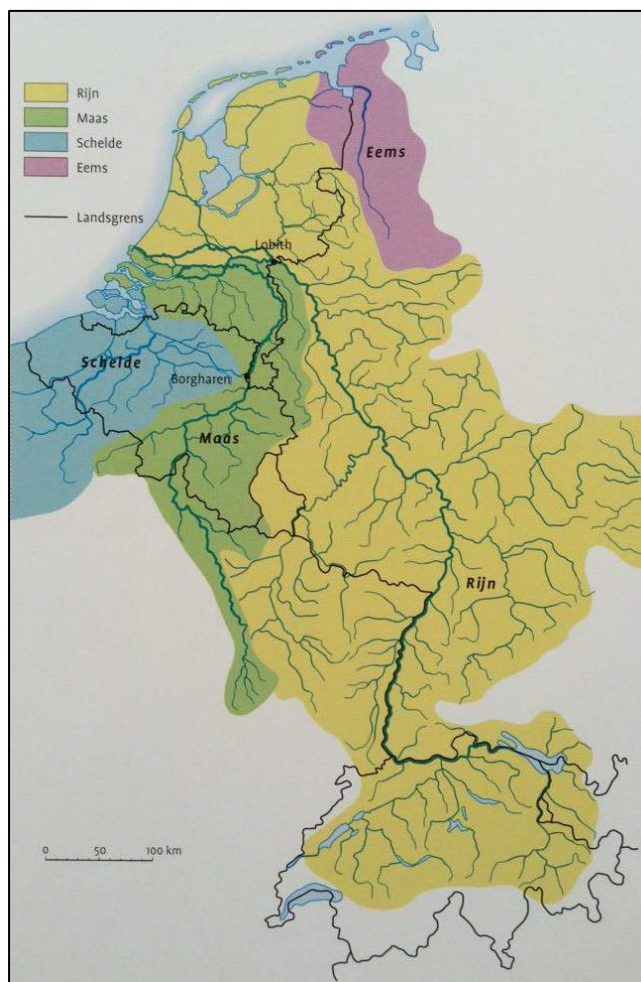 Rijn
Maas
Schelde
Eems
Landsgrens
Eems
Lobith
Schelde
Borgharen
Maas
Rijn
0 50 100 km